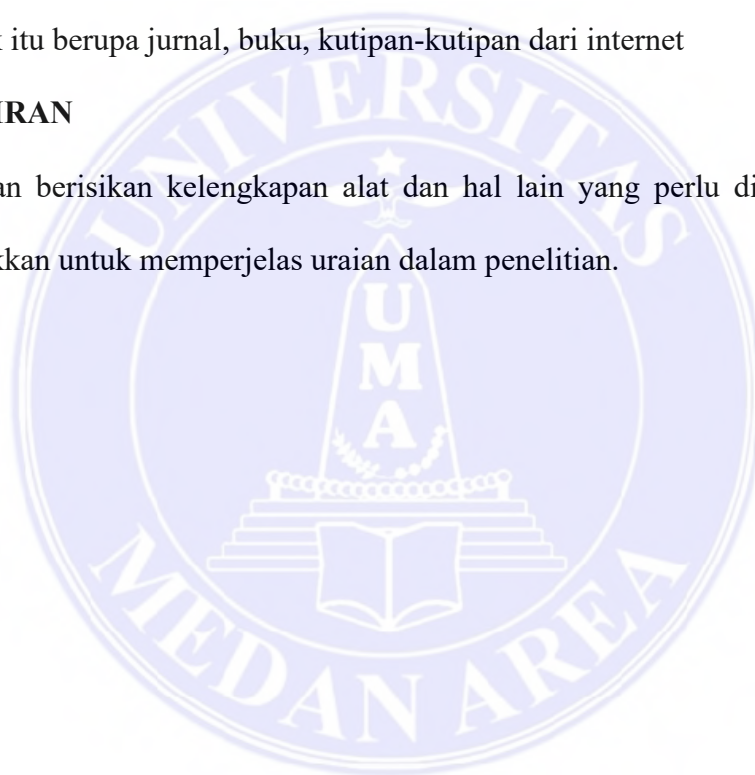 itu berupa jurnal, buku, kutipan-kutipan dari internet
IRAN
an berisikan kelengkapan alat dan hal lain yang perlu di
kkan untuk memperjelas uraian dalam penelitian.
UNIVERSITAS
U
M
A
MEDAN AREA